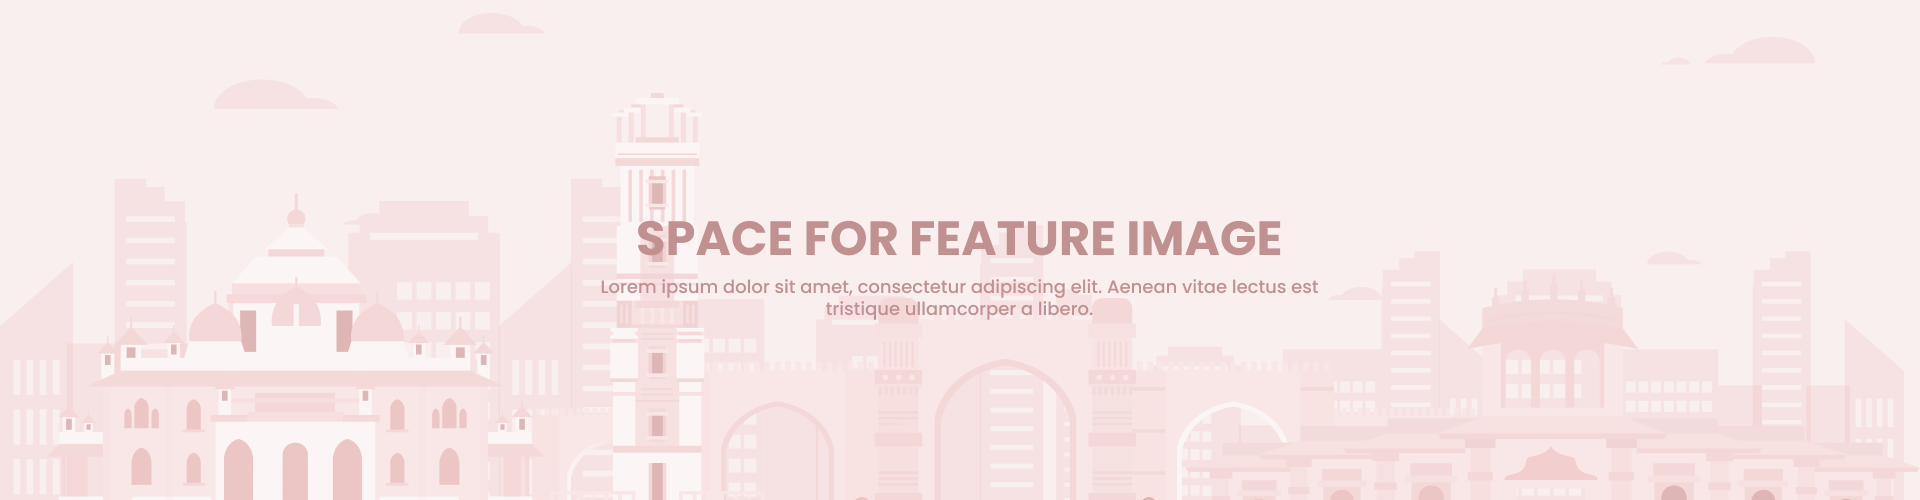 SPACE FOR FEATURE IMAGE
Lorem ipsum dolor sit amet, consectetur adipiscing elit. Aenean vitae lectus est
tristique ullamcorper a libero.